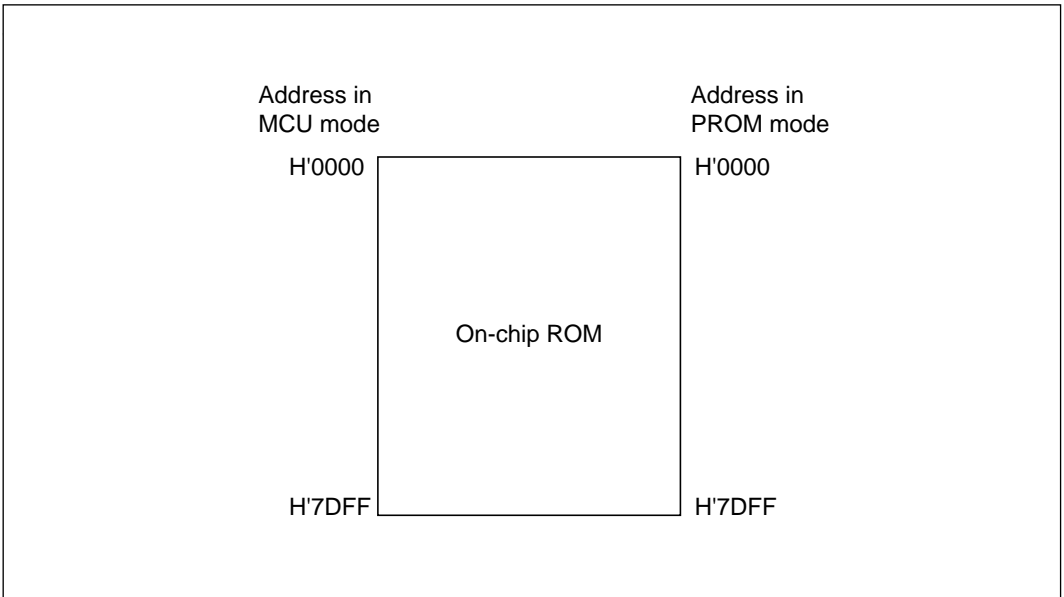 Address in
MCU mode
Address in
PROM mode
H'0000
H'0000
On-chip ROM
H'7DFF
H'7DFF